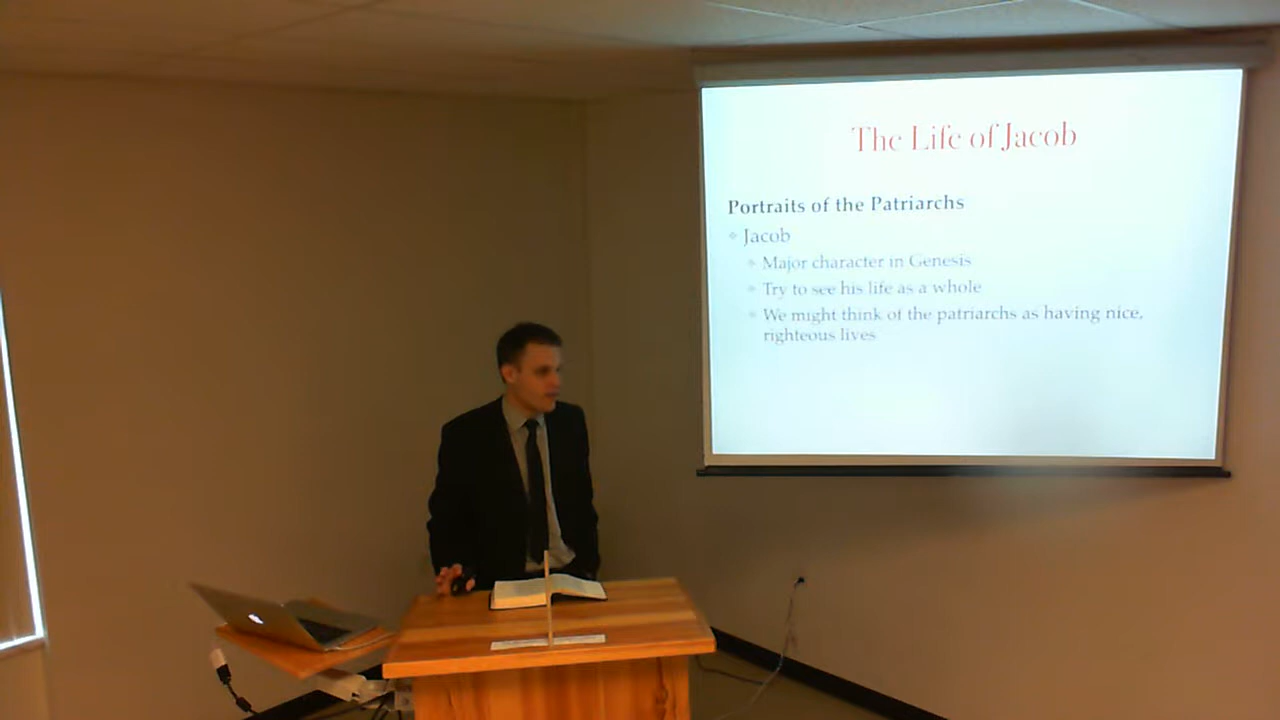 The Life of Jacob
Portraits of the Patriarchs
Jacob
Major character in Genesis
Try to see his life as a whole
We might think of the patriarchs as having nice,
righteous lives